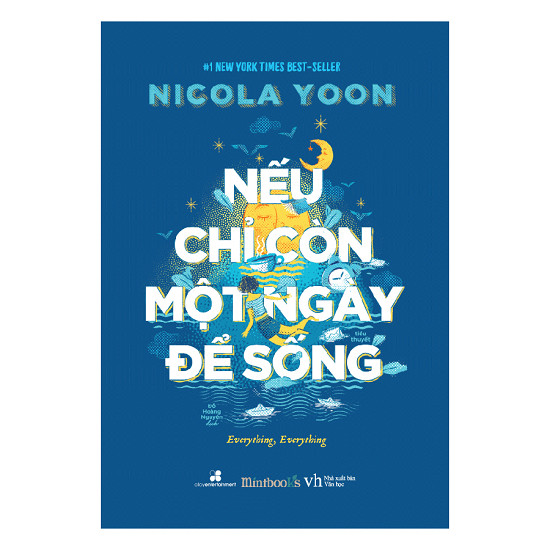 #1 NEW YORK TIMES BEST-SELLER
NICOLA YOON
NẾU
CHỈ CÒN
MỘT NGÀY
ĐỂ SỐNG
tiểu
thuyết
Đỗ
Hoàng
Nguyên
dịch
Everything, Everything
clayentertainment
mintbooks
vh Nhà xuất bản
Văn học